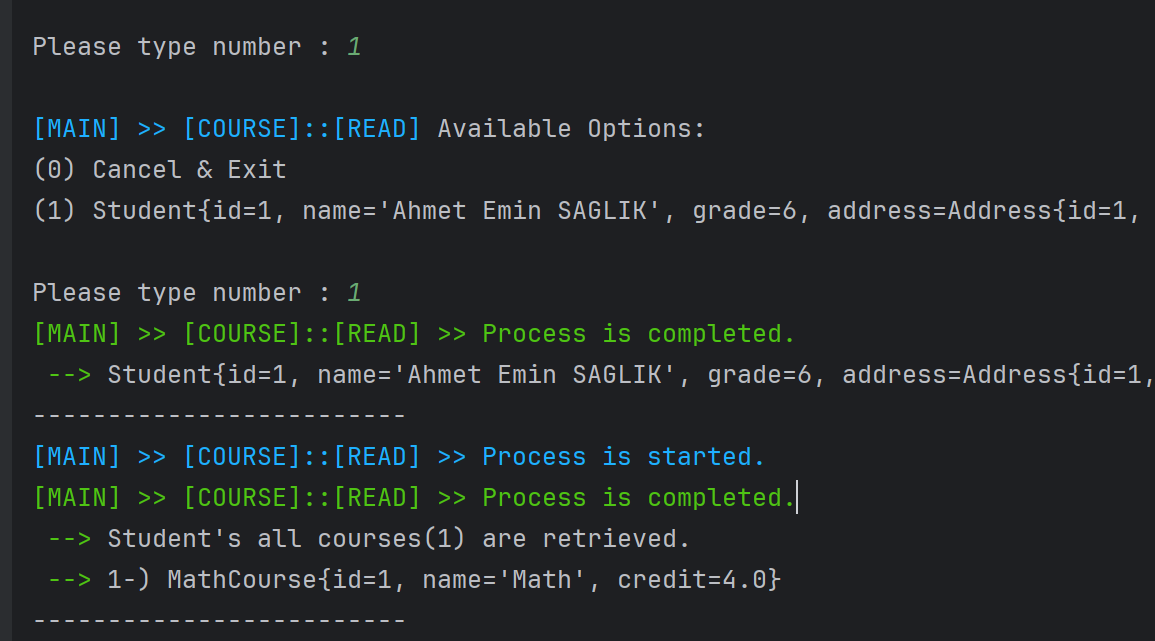 Please type number : 1
[MAIN] >> [COURSE]::[READ] Available Options:
(0) Cancel & Exit
(1) Student{id=1, name='Ahmet Emin SAGLIK', grade=6, address=Address{id=1,
Please type number : 1
[MAIN] >> [COURSE]::[READ] >> Process is completed.
 --> Student{id=1, name='Ahmet Emin SAGLIK', grade=6, address=Address{id=1,
-------------------------
[MAIN] >> [COURSE]::[READ] >> Process is started.
[MAIN] >> [COURSE]::[READ] >> Process is completed.
 --> Student's all courses(1) are retrieved.
 --> 1-) MathCourse{id=1, name='Math', credit=4.0}
-------------------------